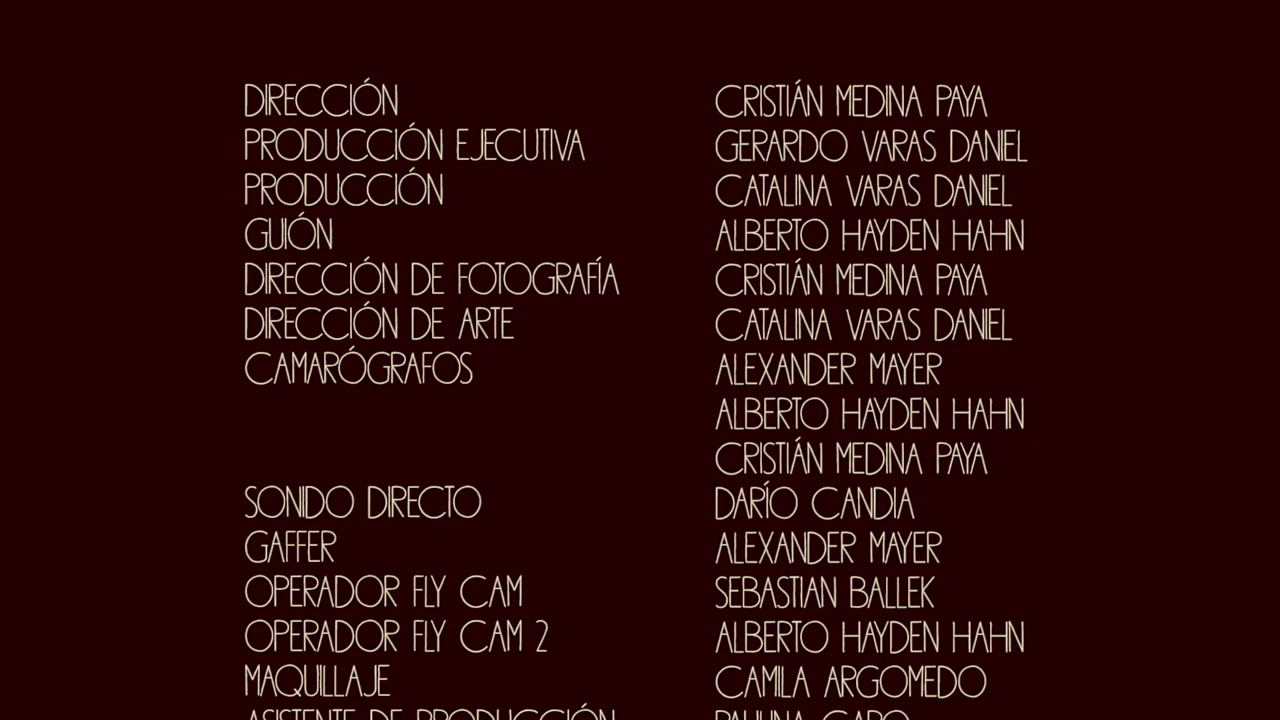 DIRECCIÓN CRISTIÁN MEDINA PAYA
PRODUCCIÓN EJECUTIVA GERARDO VARAS DANIEL
PRODUCCIÓN CATALINA VARAS DANIEL
GUIÓN ALBERTO HAYDEN HAHN
DIRECCIÓN DE FOTOGRAFÍA CRISTIÁN MEDINA PAYA
DIRECCIÓN DE ARTE CATALINA VARAS DANIEL
CAMARÓGRAFOS ALEXANDER MAYER
ALBERTO HAYDEN HAHN
CRISTIÁN MEDINA PAYA
SONIDO DIRECTO DARÍO CANDIA
GAFFER ALEXANDER MAYER
OPERADOR FLY CAM SEBASTIAN BALLEK
OPERADOR FLY CAM 2 ALBERTO HAYDEN HAHN
MAQUILLAJE CAMILA ARGOMEDO
ASISTENTE DE PRODUCCIÓN